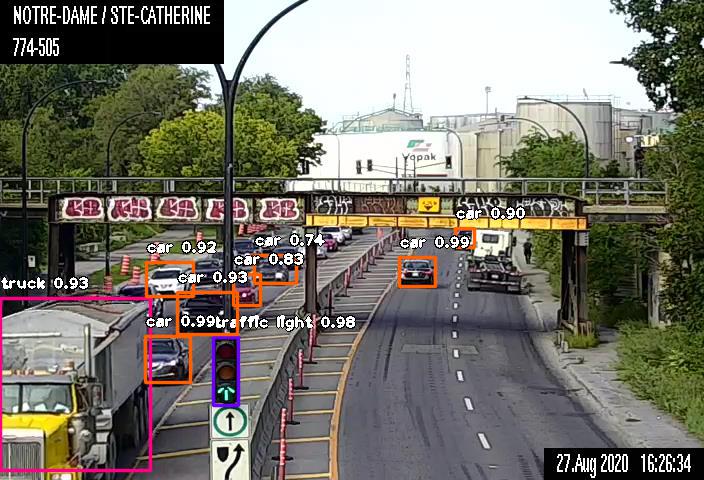 NOTRE-DAME / STE-CATHERINE
774-505
Yopak
car 0.90
car 0.74
car 0.92
car 0.99
car 0.83
car 0.93
truck 0.93
car 0.99
traffic light 0.98
27.Aug 2020 16:26:34